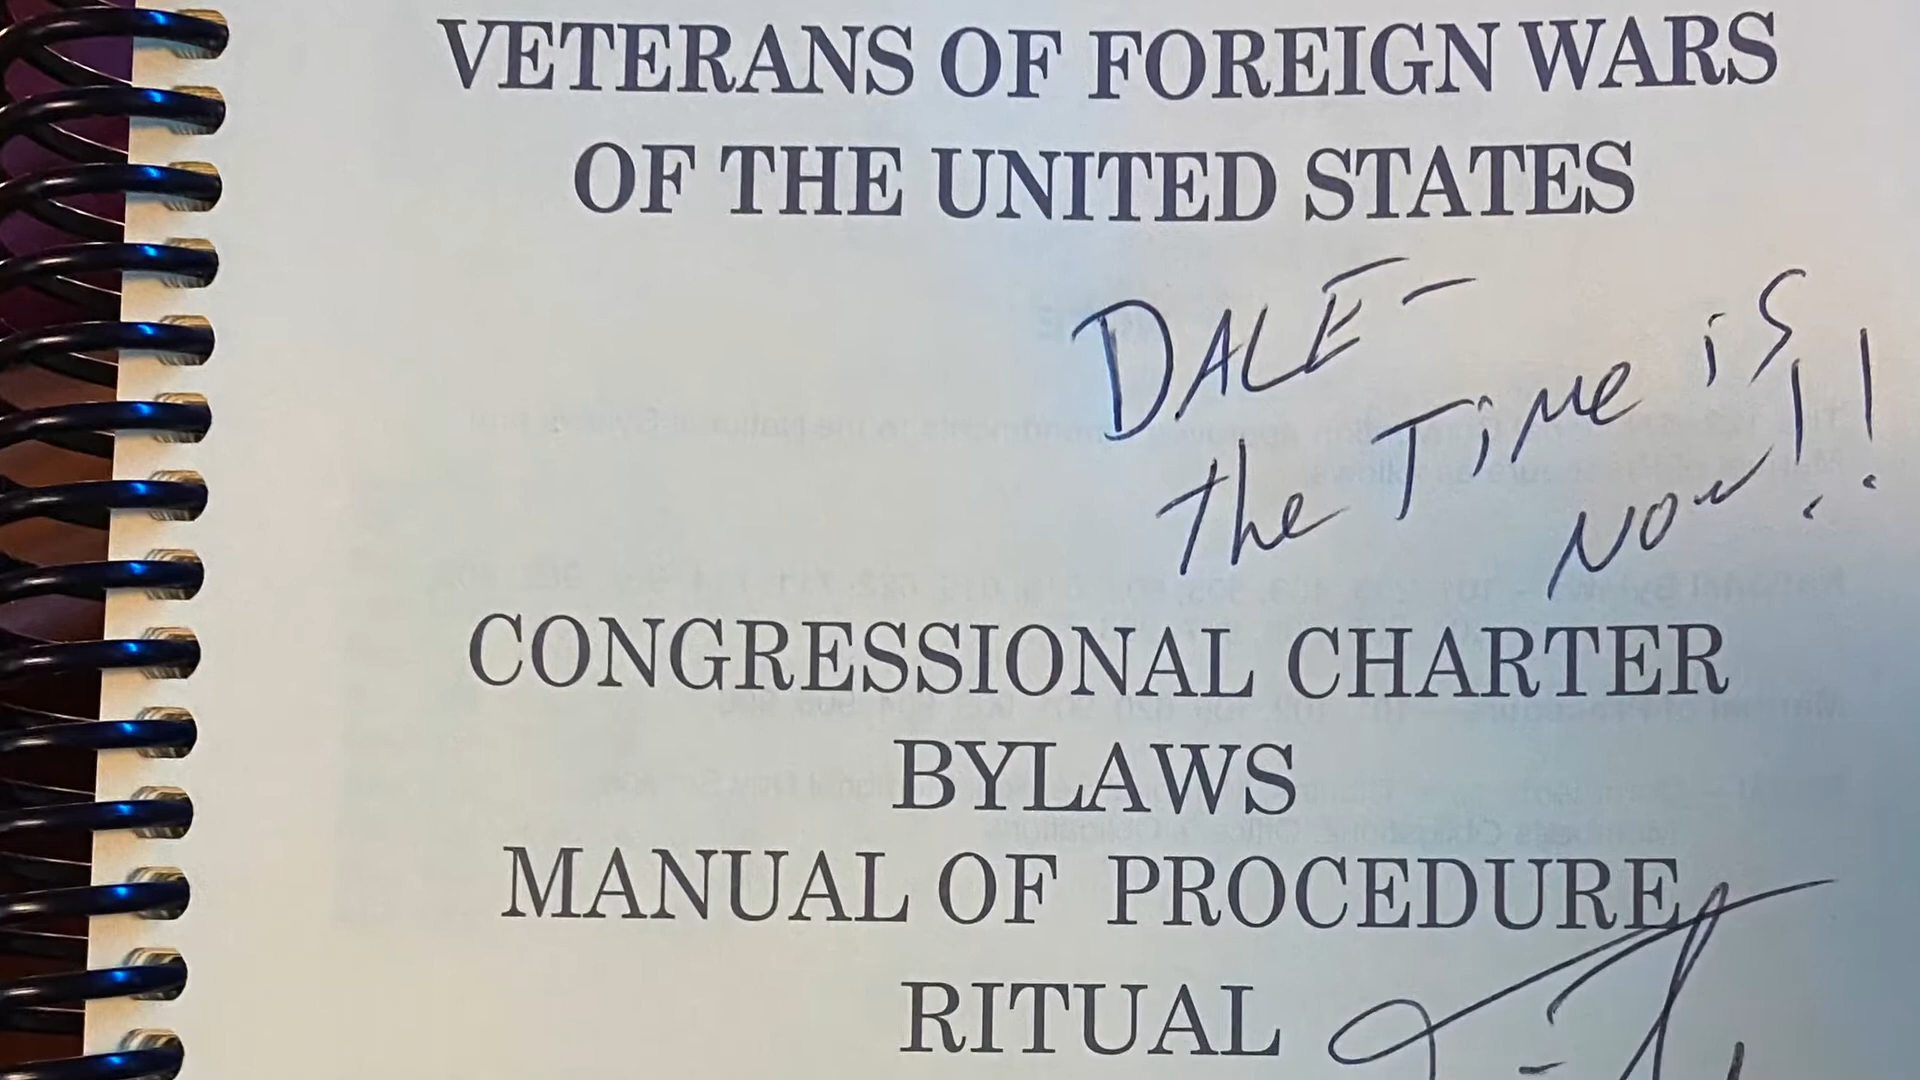 VETERANS OF FOREIGN WARS
OF THE UNITED STATES
DALE-
the Time is
NOW!!
CONGRESSIONAL CHARTER
BYLAWS
MANUAL OF PROCEDURE
RITUAL